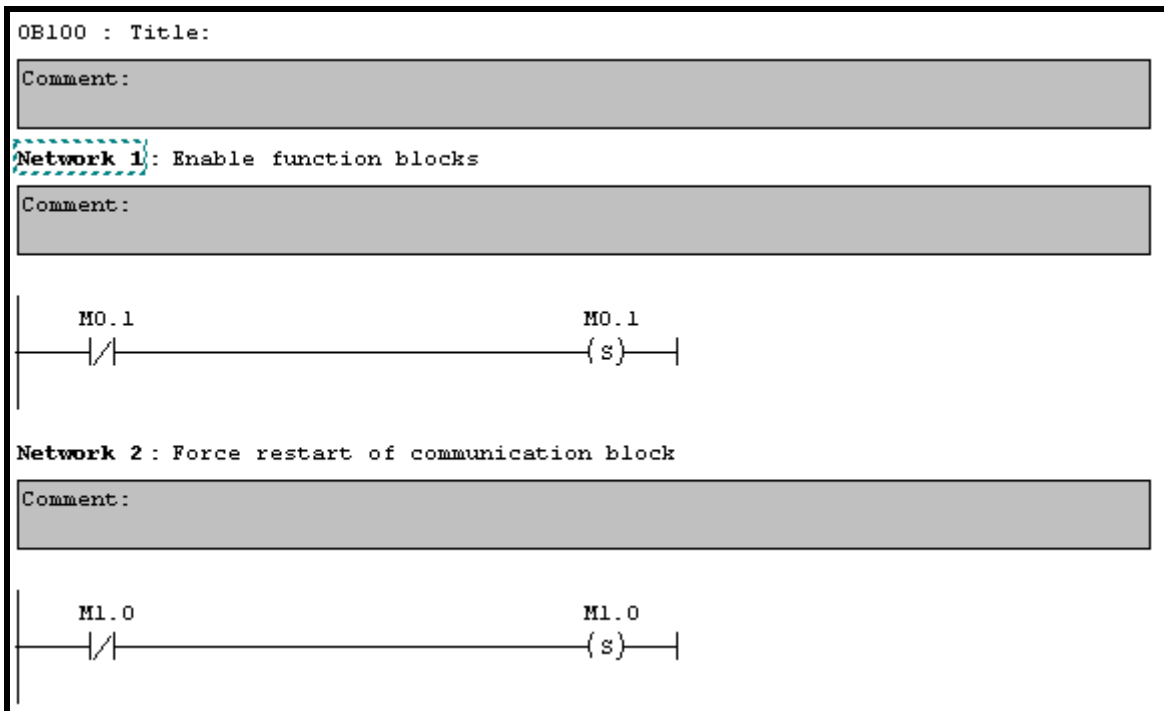 OB100 : Title:
Comment:
Network 1: Enable function blocks
Comment:
M0.1 M0.1
(S)
Network 2: Force restart of communication block
Comment:
M1.0 M1.0
(S)